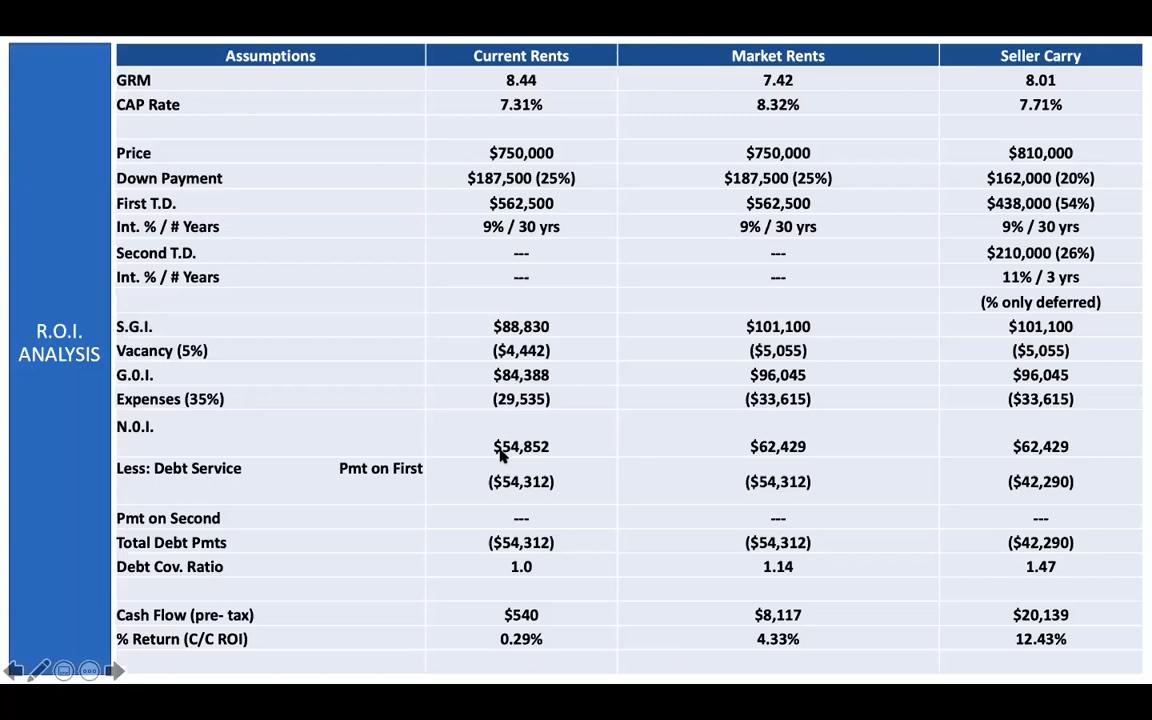 R.O.I.
ANALYSIS
Assumptions Current Rents Market Rents Seller Carry
GRM 8.44 7.42 8.01
CAP Rate 7.31% 8.32% 7.71%
Price $750,000 $750,000 $810,000
Down Payment $187,500 (25%) $187,500 (25%) $162,000 (20%)
First T.D. $562,500 $562,500 $438,000 (54%)
Int. % / # Years 9% / 30 yrs 9% / 30 yrs 9% / 30 yrs
Second T.D. --- --- $210,000 (26%)
Int. % / # Years --- --- 11% / 3 yrs
(% only deferred)
S.G.I. $88,830 $101,100 $101,100
Vacancy (5%) ($4,442) ($5,055) ($5,055)
G.0.I. $84,388 $96,045 $96,045
Expenses (35%) (29,535) ($33,615) ($33,615)
N.0.I. $54,852 $62,429 $62,429
Less: Debt Service Pmt on First ($54,312) ($54,312) ($42,290)
Pmt on Second --- --- ---
Total Debt Pmts ($54,312) ($54,312) ($42,290)
Debt Cov. Ratio 1.0 1.14 1.47
Cash Flow (pre- tax) $540 $8,117 $20,139
% Return (C/C ROI) 0.29% 4.33% 12.43%